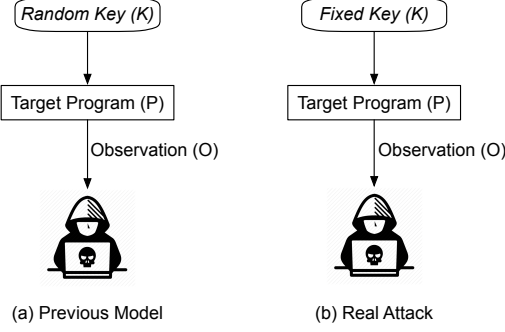 Random Key (K)
Target Program (P)
Observation (O)
(a) Previous Model
Fixed Key (K)
Target Program (P)
Observation (O)
(b) Real Attack